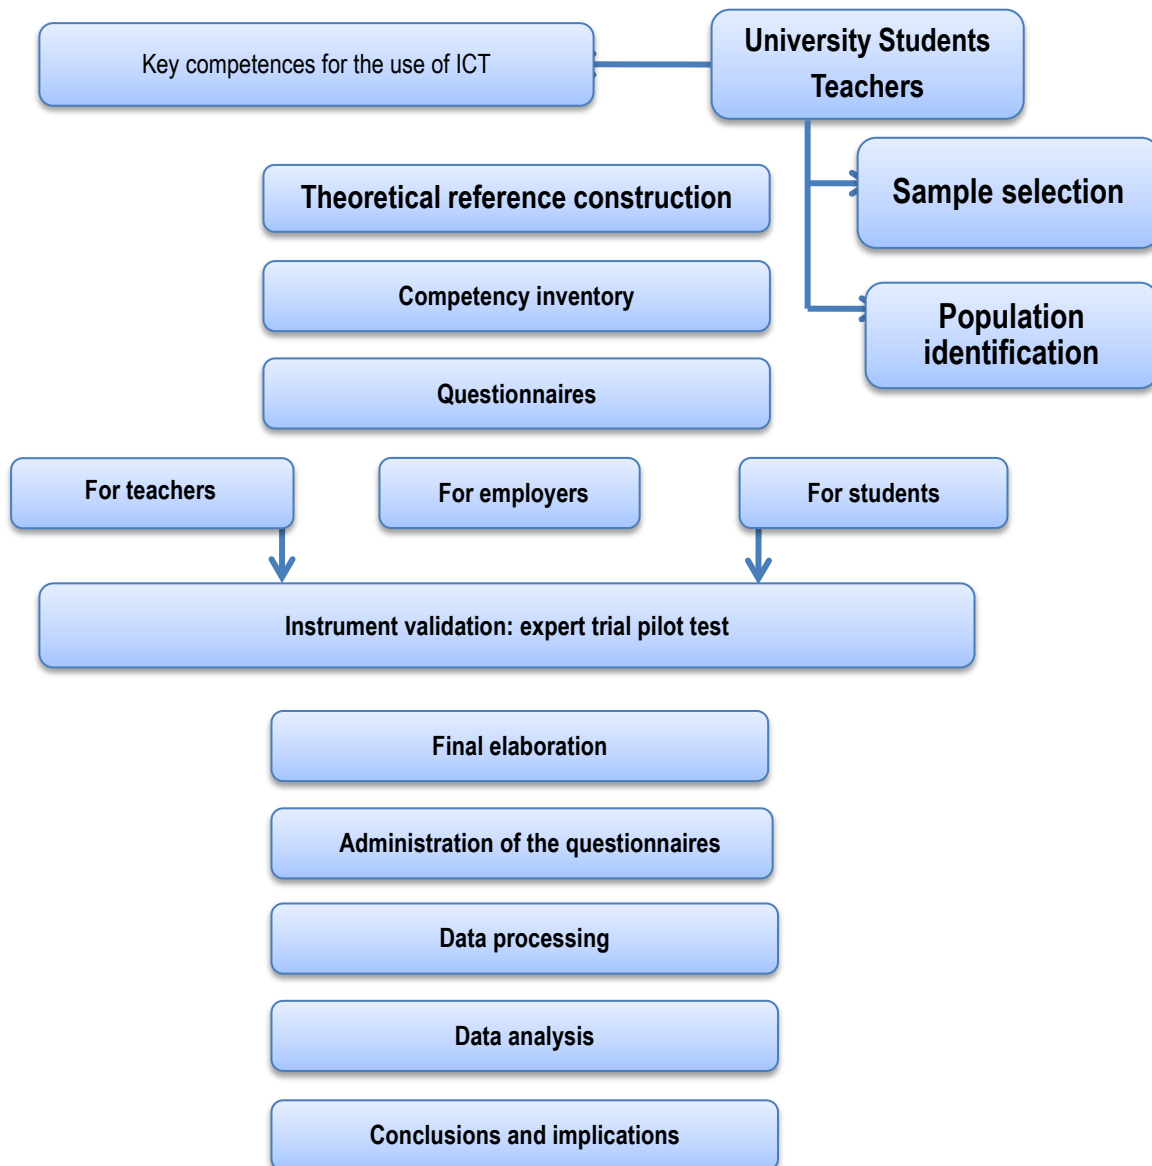 Key competences for the use of ICT
University Students
Teachers
Sample selection
Theoretical reference construction
Competency inventory
Population
identification
Questionnaires
For teachers
For employers
For students
Instrument validation: expert trial pilot test
Final elaboration
Administration of the questionnaires
Data processing
Data analysis
Conclusions and implications